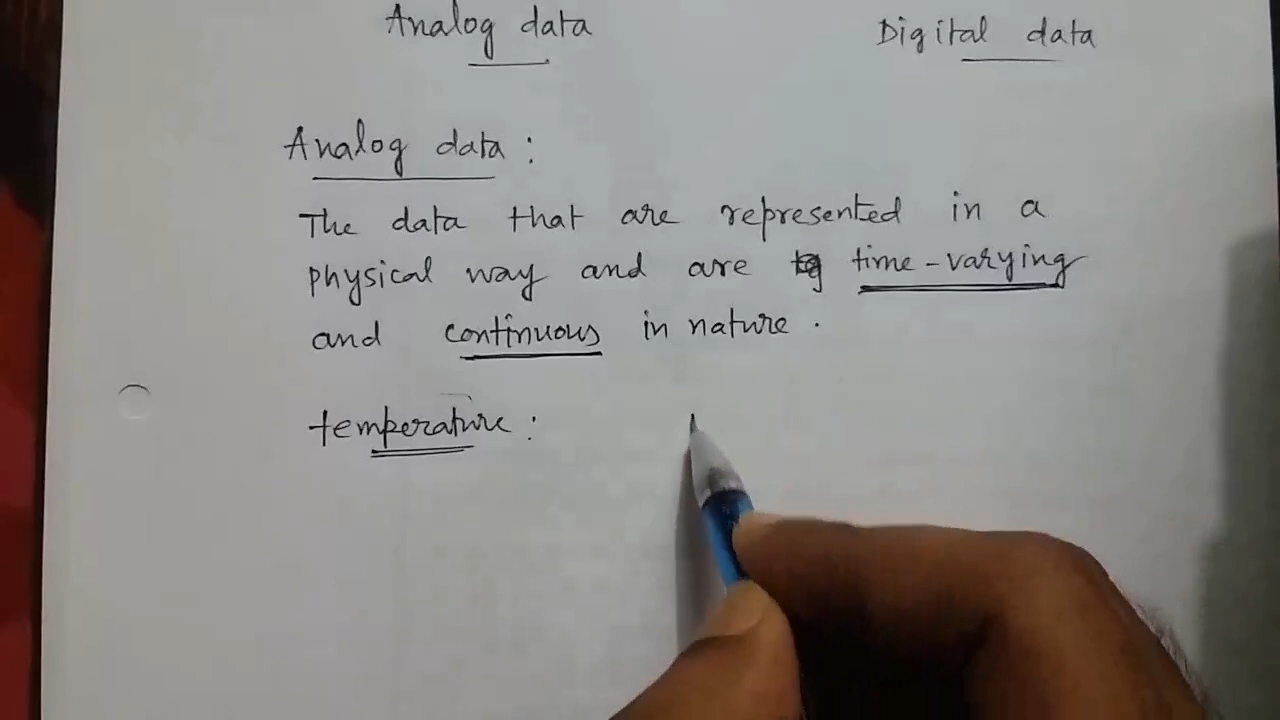 Analog data Digital data
Analog data :
The data that are represented in a
physical way and are time-varying
and continuous in nature .
temperature :